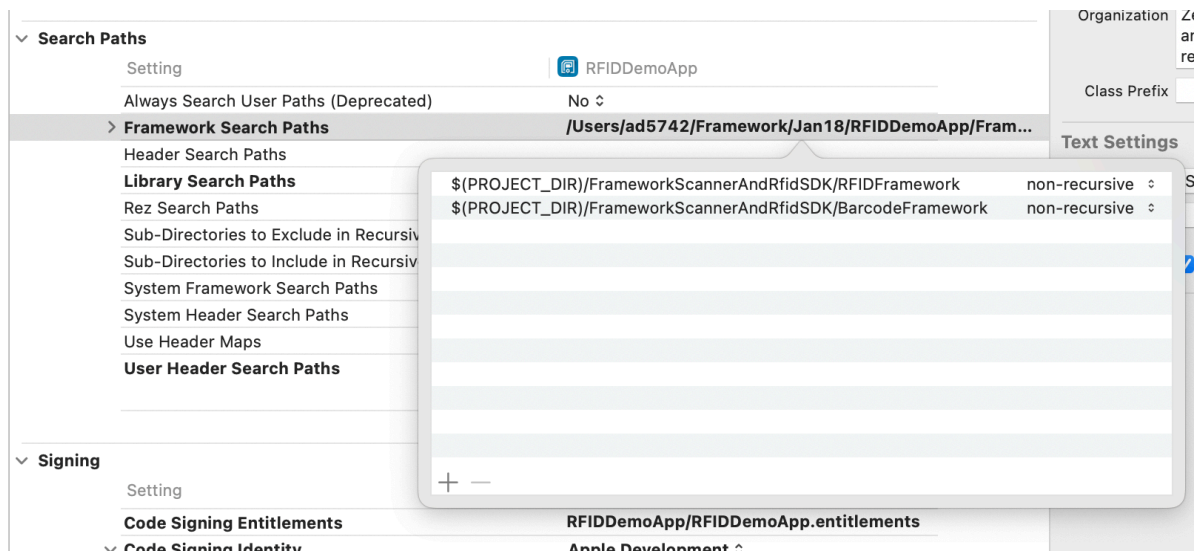 Organization Ze
Search Paths
Setting RFIDDemoApp
Always Search User Paths (Deprecated) No
Class Prefix
Framework Search Paths /Users/ad5742/Framework/Jan18/RFIDDemoApp/Fram...
Text Settings
Header Search Paths
Library Search Paths
Rez Search Paths
Sub-Directories to Exclude in Recursiv
Sub-Directories to Include in Recursiv
System Framework Search Paths
System Header Search Paths
Use Header Maps
User Header Search Paths
$(PROJECT_DIR)/FrameworkScannerAndRfidSDK/RFIDFramework non-recursive
$(PROJECT_DIR)/FrameworkScannerAndRfidSDK/BarcodeFramework non-recursive
Signing
Setting
Code Signing Entitlements RFIDDemoApp/RFIDDemoApp.entitlements
Code Signing Identity Apple Development